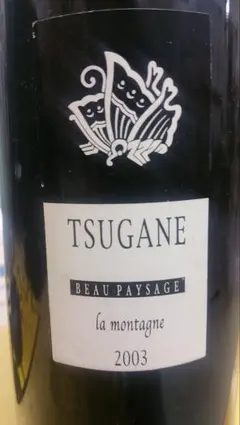 TSUGANE
BEAU PAYSAGE
la montagne
2003